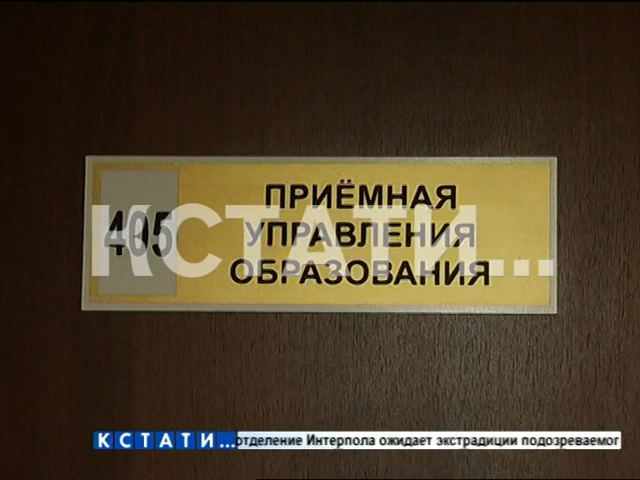 405
ПРИЁМНАЯ
УПРАВЛЕНИЯ
ОБРАЗОВАНИЯ
КСТАТИ...
КСТАТИ... отделение Интерпола ожидает экстрадиции подозреваемог